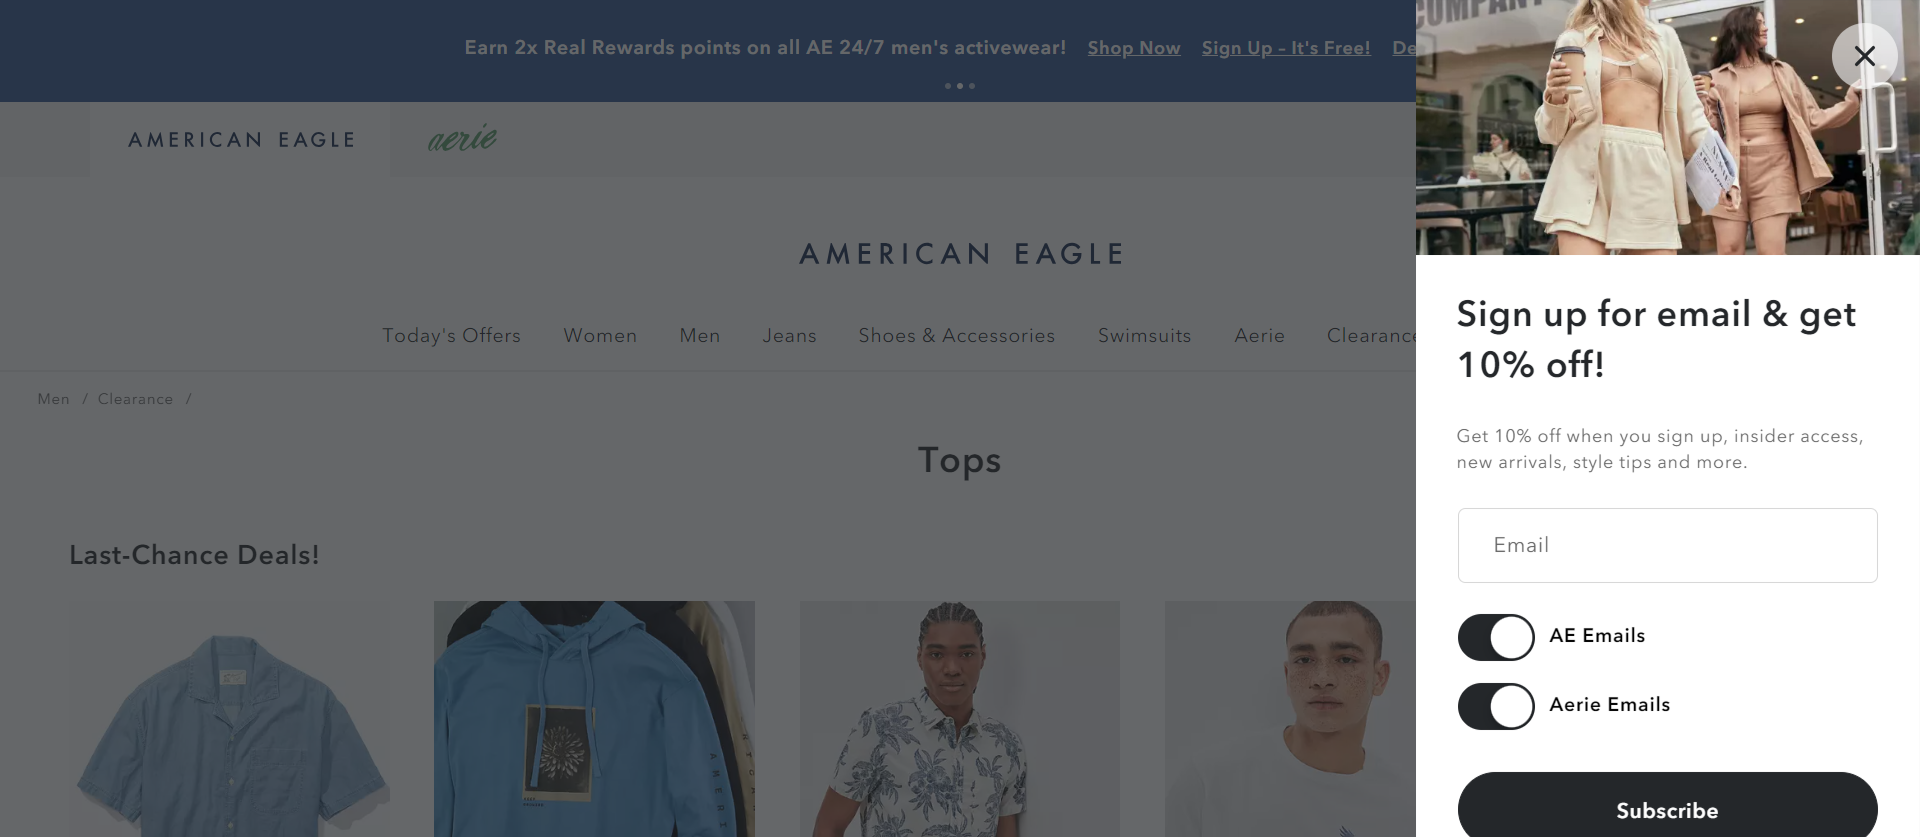 Earn 2x Real Rewards points on all AE 24/7 men's activewear! Shop Now Sign Up – It's Free! De
AMERICAN EAGLE aerie
AMERICAN EAGLE
Today's Offers Women Men Jeans Shoes & Accessories Swimsuits Aerie Clearance
Men / Clearance /
Tops
Last-Chance Deals!
COMPANY
Sign up for email & get
10% off!
Get 10% off when you sign up, insider access,
new arrivals, style tips and more.
Email
AE Emails
Aerie Emails
Subscribe